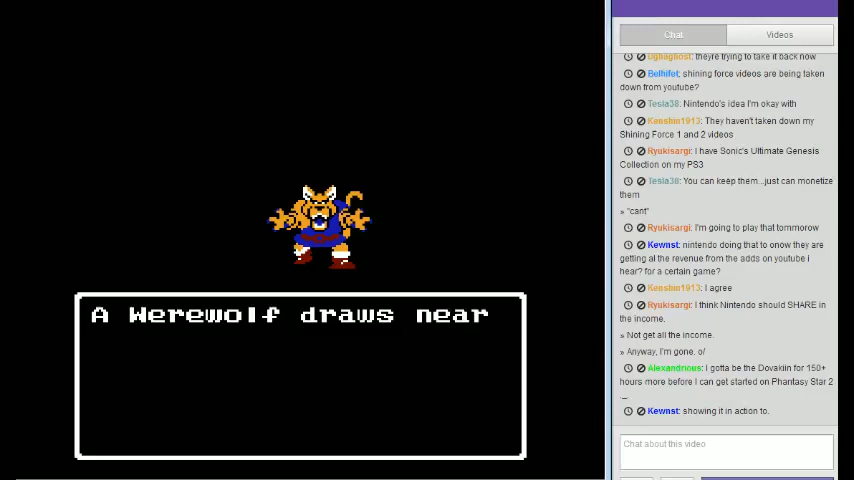 A Werewolf draws near
Chat
Videos
Ughaghost: they're trying to take it back now
Belhifet: shining force videos are being taken
down from youtube?
Tesla38: Nintendo's idea I'm okay with
Kenshin1913: They haven't taken down my
Shining Force 1 and 2 videos
Ryukisargi: I have Sonic's Ultimate Genesis
Collection on my PS3
Tesla38: You can keep them...just can monetize
them
» "cant"
Ryukisargi: I'm going to play that tommorow
Kewnst: nintendo doing that to onow they are
getting al the revenue from the adds on youtube i
hear? for a certain game?
Kenshin1913: I agree
Ryukisargi: I think Nintendo should SHARE in
the income.
» Not get all the income.
» Anyway, I'm gone. o/
Alexandrious: I gotta be the Dovakiin for 150+
hours more before I can get started on Phantasy Star 2
._.
Kewnst: showing it in action to.
Chat about this video